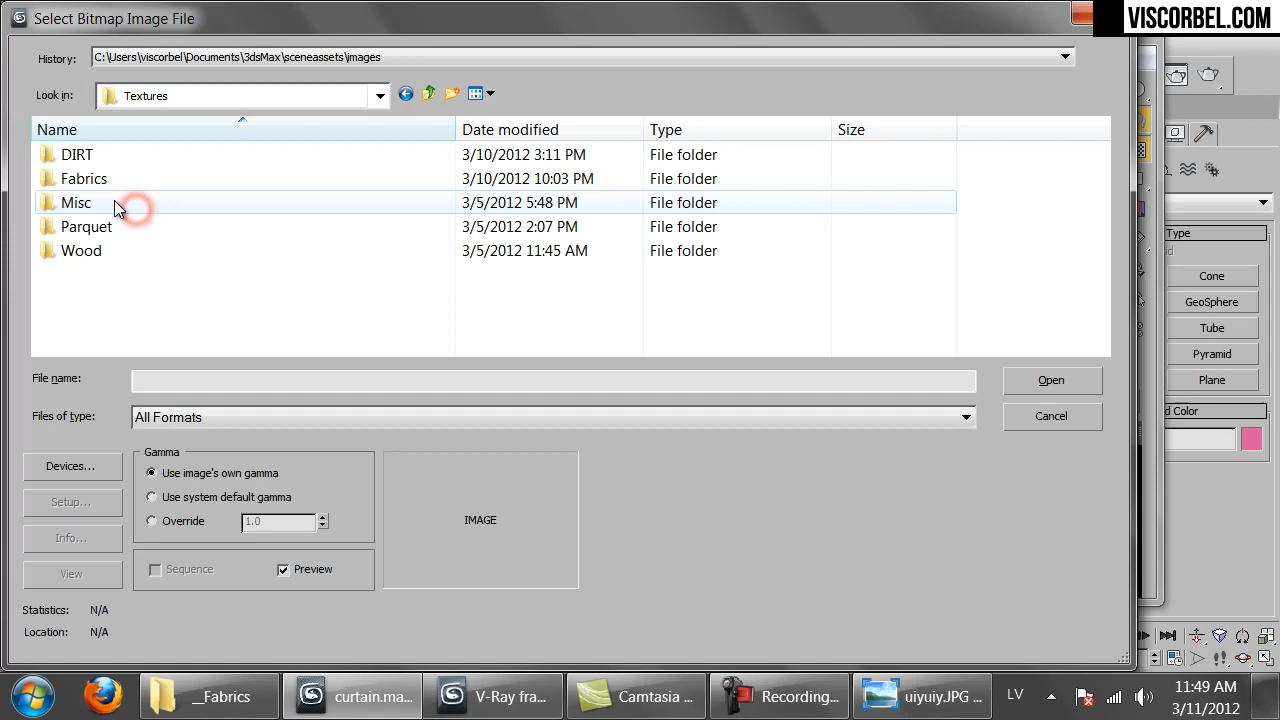 Select Bitmap Image File
VISCORBEL.COM
History:
C:\Users\viscorbel\Documents\3dsMax\sceneassets\images
Look in:
Textures
Name
Date modified
Type
Size
DIRT
3/10/2012 3:11 PM
File folder
Fabrics
3/10/2012 10:03 PM
File folder
Misc
3/5/2012 5:48 PM
File folder
Parquet
3/5/2012 2:07 PM
File folder
Wood
3/5/2012 11:45 AM
File folder
Type
Cone
GeoSphere
Tube
Pyramid
Plane
d Color
File name:
Open
Files of type:
All Formats
Cancel
Devices...
Setup...
Info...
View
Gamma
Use image's own gamma
Use system default gamma
Override
1.0
Sequence
Preview
IMAGE
Statistics:
N/A
Location:
N/A
__Fabrics
curtain.ma...
V-Ray fra...
Camtasia ...
Recording...
uiyuiy.JPG ...
LV
11:49 AM
3/11/2012